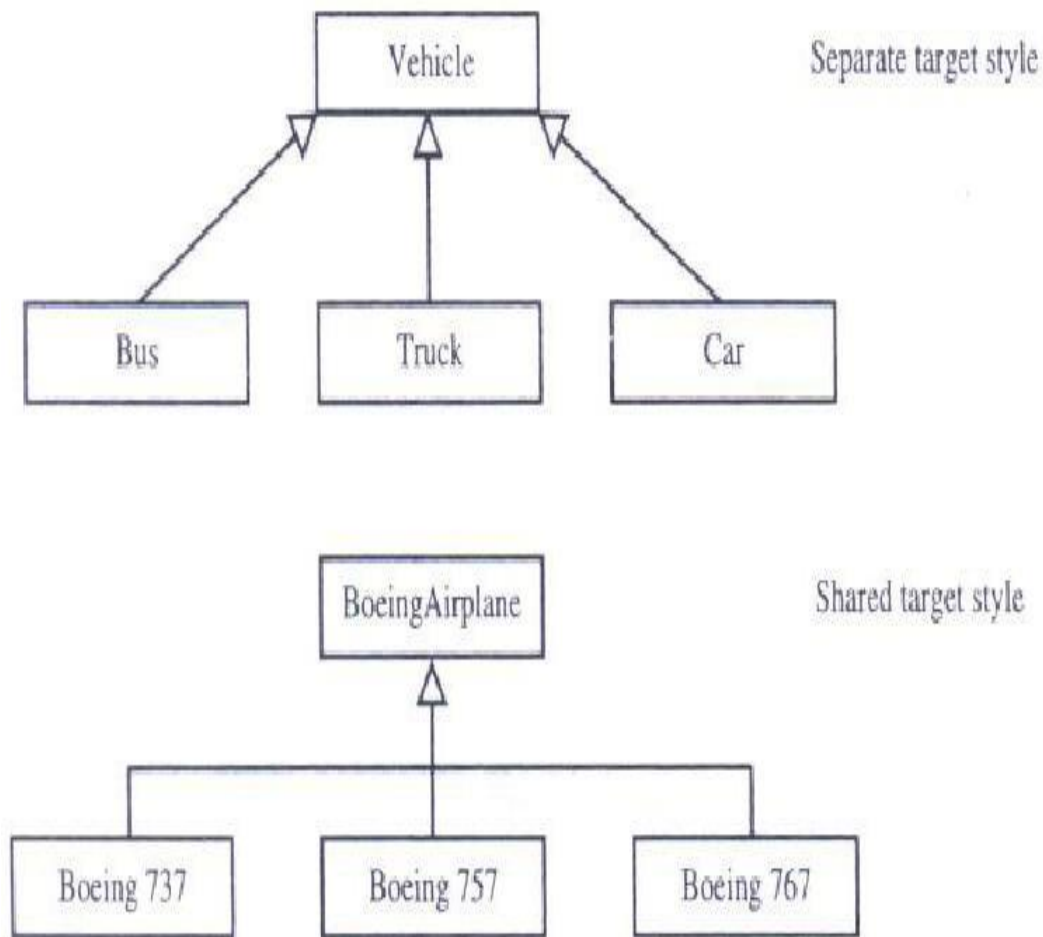 Vehicle
Separate target style
Bus
Truck
Car
BoeingAirplane
Shared target style
Boeing 737
Boeing 757
Boeing 767